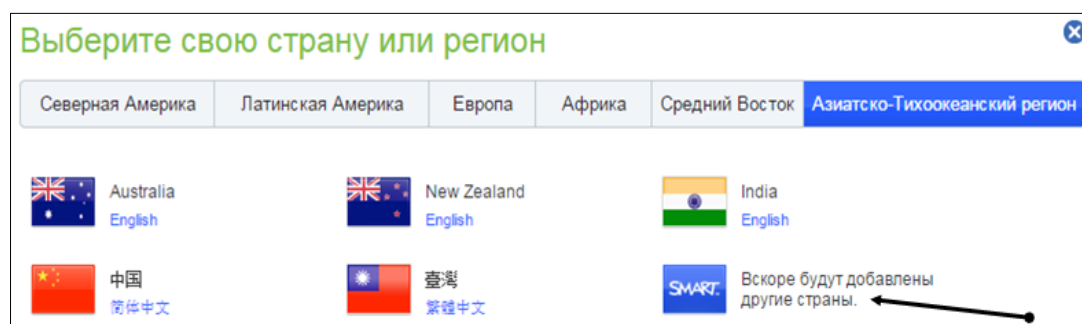 Выберите свою страну или регион
Северная Америка Латинская Америка Европа Африка Средний Восток Азиатско-Тихоокеанский регион
Australia New Zealand India
English English English
中国 臺灣 Вскоре будут добавлены
简体中文 繁體中文 SMART. другие страны.